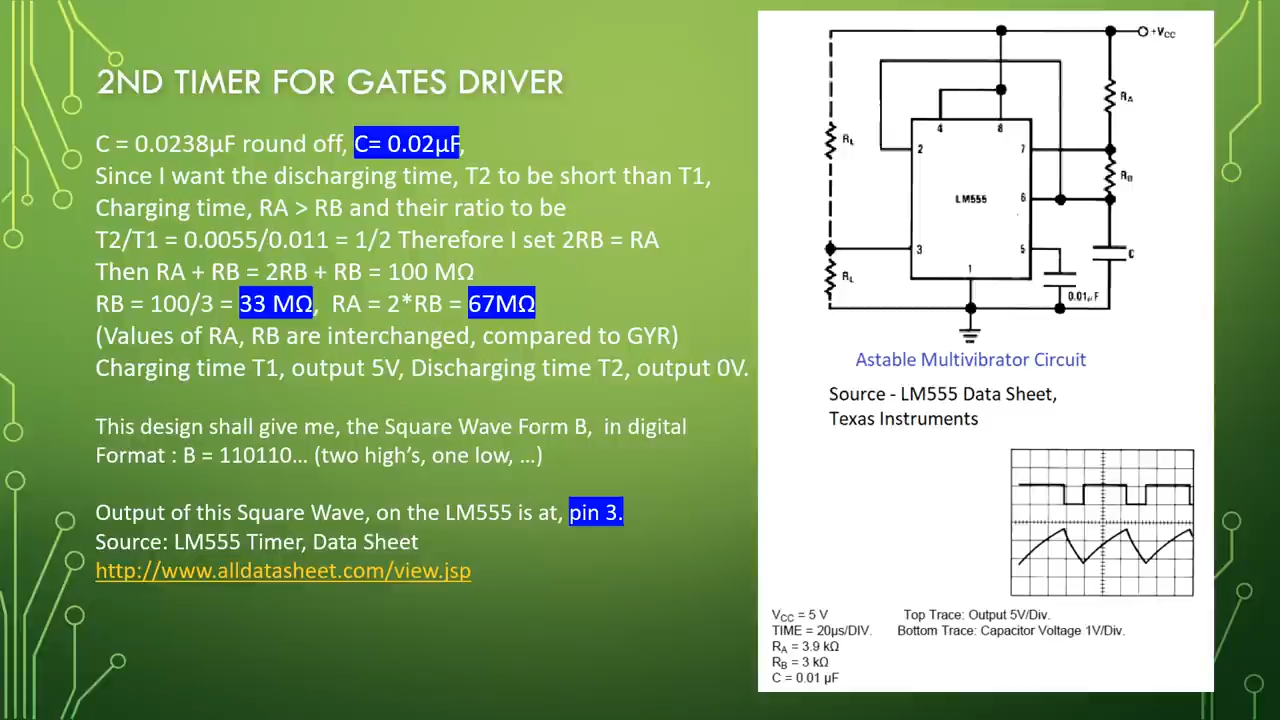 2ND TIMER FOR GATES DRIVER
C = 0.0238µF round off, C= 0.02µF,
Since I want the discharging time, T2 to be short than T1,
Charging time, RA > RB and their ratio to be
T2/T1 = 0.0055/0.011 = 1/2 Therefore I set 2RB = RA
Then RA + RB = 2RB + RB = 100 MΩ
RB = 100/3 = 33 MΩ, RA = 2*RB = 67MΩ
(Values of RA, RB are interchanged, compared to GYR)
Charging time T1, output 5V, Discharging time T2, output 0V.
This design shall give me, the Square Wave Form B, in digital
Format : B = 110110... (two high's, one low, ...)
Output of this Square Wave, on the LM555 is at, pin 3.
Source: LM555 Timer, Data Sheet
http://www.alldatasheet.com/view.jsp
+VCC
RA
4 8
RL
2 7
RB
LM555
6
3 5
C
1
RL
0.01µF
Astable Multivibrator Circuit
Source - LM555 Data Sheet,
Texas Instruments
VCC = 5 V Top Trace: Output 5V/Div.
TIME = 20µs/DIV. Bottom Trace: Capacitor Voltage 1V/Div.
RA = 3.9 kΩ
RB = 3 kΩ
C = 0.01 µF